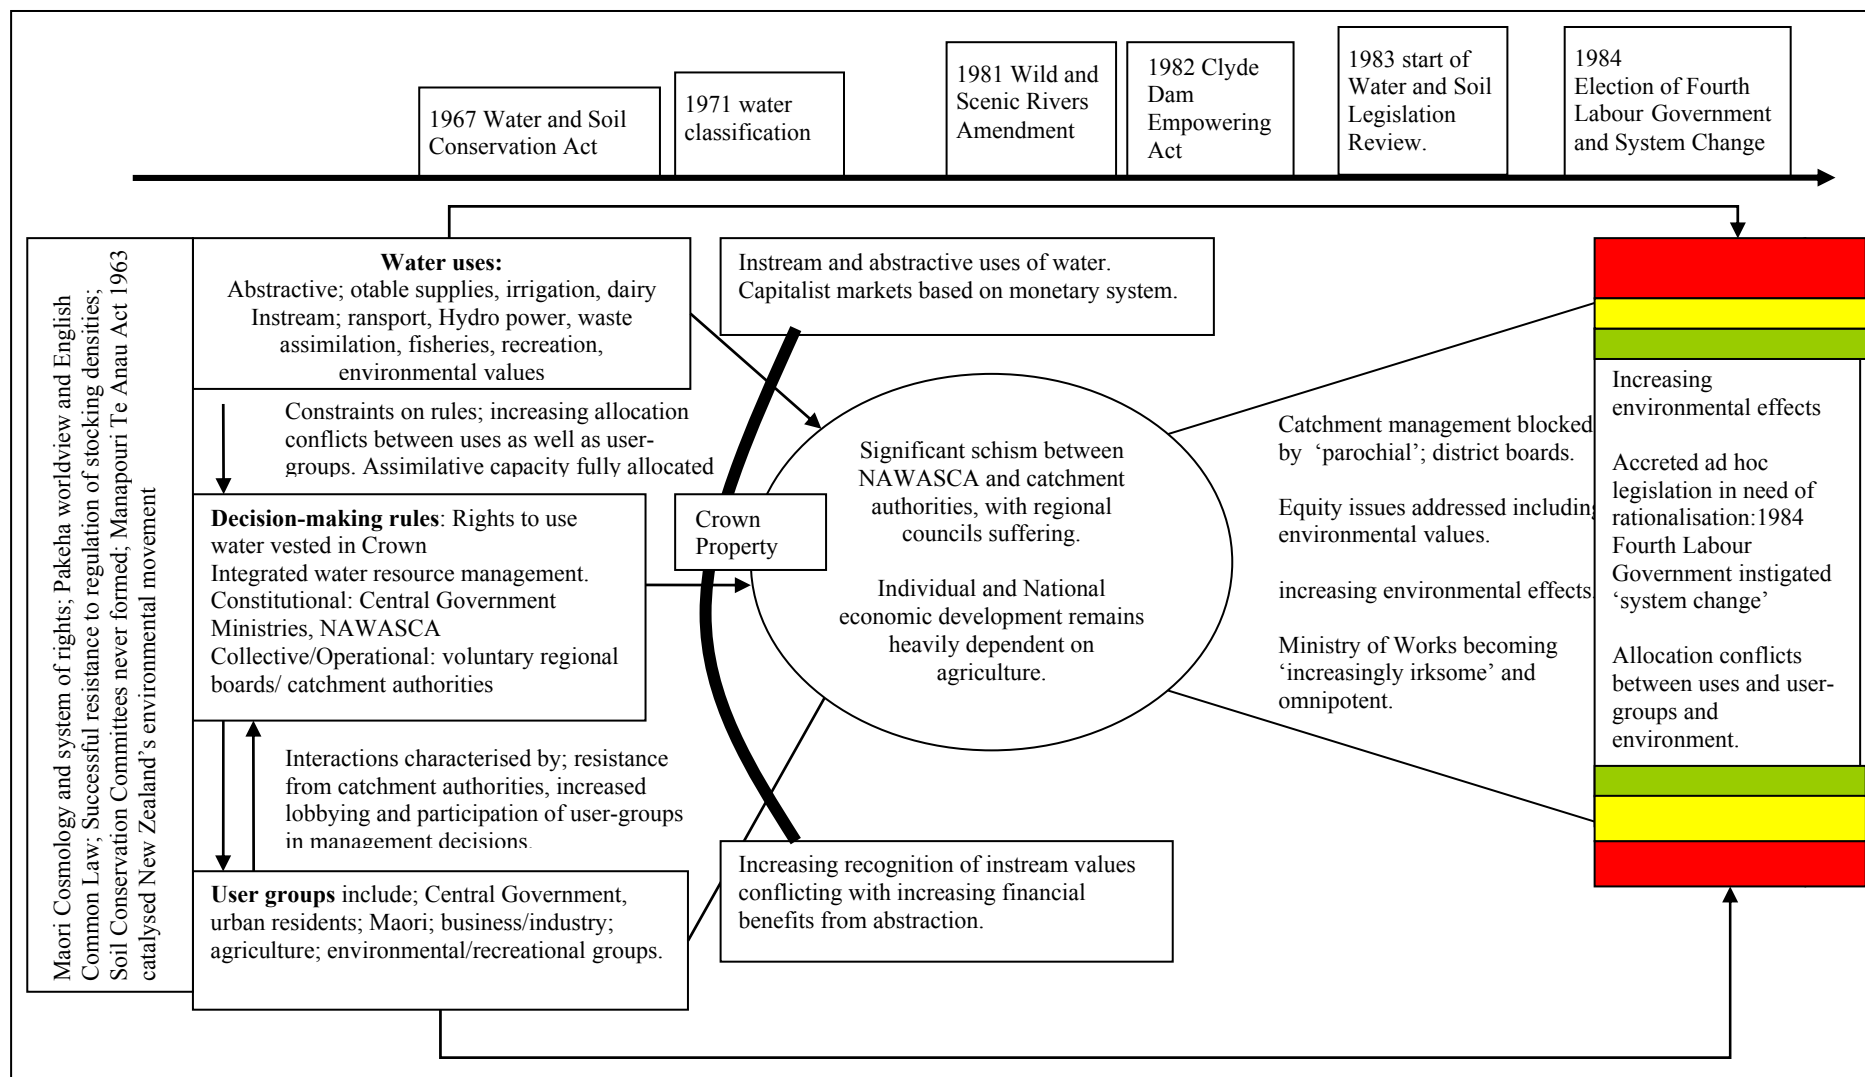 1967 Water and Soil
Conservation Act
1971 water
classification
1981 Wild and
Scenic Rivers
Amendment
1982 Clyde
Dam
Empowering
Act
1983 start of
Water and Soil
Legislation
Review.
1984
Election of Fourth
Labour Government
and System Change
Maori Cosmology and system of rights; Pakeha worldview and English
Common Law; Successful resistance to regulation of stocking densities;
Soil Conservation Committees never formed; Manapouri Te Anau Act 1963
catalysed New Zealand's environmental movement
Water uses:
Abstractive; otable supplies, irrigation, dairy
Instream; ransport, Hydro power, waste
assimilation, fisheries, recreation,
environmental values
Constraints on rules; increasing allocation
conflicts between uses as well as user-
groups. Assimilative capacity fully allocated
Decision-making rules: Rights to use
water vested in Crown
Integrated water resource management.
Constitutional: Central Government
Ministries, NAWASCA
Collective/Operational: voluntary regional
boards/ catchment authorities
Interactions characterised by; resistance
from catchment authorities, increased
lobbying and participation of user-groups
in management decisions.
User groups include; Central Government,
urban residents; Maori; business/industry;
agriculture; environmental/recreational groups.
Instream and abstractive uses of water.
Capitalist markets based on monetary system.
Crown
Property
Significant schism between
NAWASCA and catchment
authorities, with regional
councils suffering.
Individual and National
economic development remains
heavily dependent on
agriculture.
Increasing recognition of instream values
conflicting with increasing financial
benefits from abstraction.
Catchment management blocked
by ‘parochial’; district boards.
Equity issues addressed including
environmental values.
increasing environmental effects.
Ministry of Works becoming
‘increasingly irksome’ and
omnipotent.
Increasing
environmental effects
Accreted ad hoc
legislation in need of
rationalisation:1984
Fourth Labour
Government instigated
‘system change’
Allocation conflicts
between uses and user-
groups and
environment.